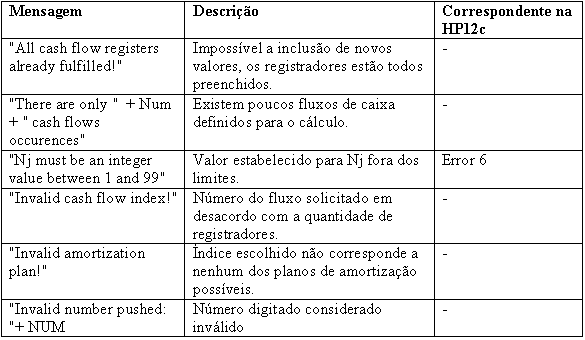 Mensagem Descrição Correspondente na
HP12c
"All cash flow registers Impossível a inclusão de novos -
already fulfilled!" valores, os registradores estão todos
preenchidos.
"There are only " + Num Existem poucos fluxos de caixa -
+ " cash flows definidos para o cálculo.
occurences"
"Nj must be an integer Valor estabelecido para Nj fora dos Error 6
value between 1 and 99" limites.
"Invalid cash flow index!" Número do fluxo solicitado em -
desacordo com a quantidade de
registradores.
"Invalid amortization Índice escolhido não corresponde a -
plan!" nenhum dos planos de amortização
possíveis.
"Invalid number pushed: Número digitado considerado -
"+ NUM inválido